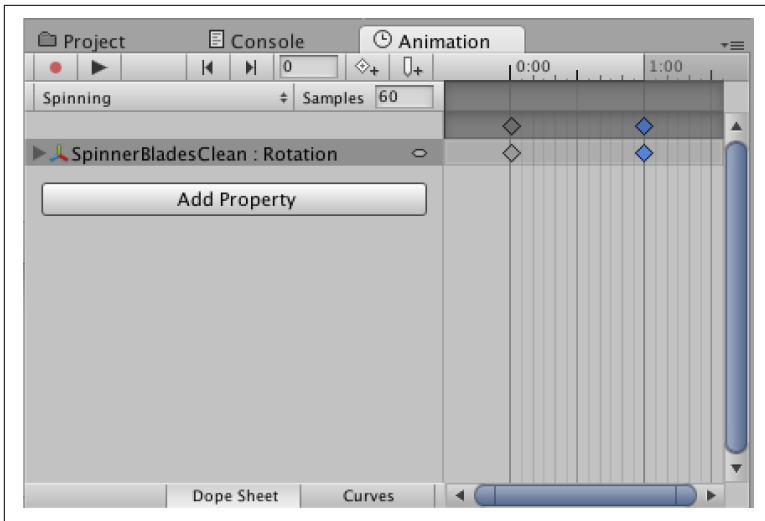 Project Console Animation
0 0:00 1:00
Spinning Samples 60
SpinnerBladesClean : Rotation
Add Property
Dope Sheet Curves